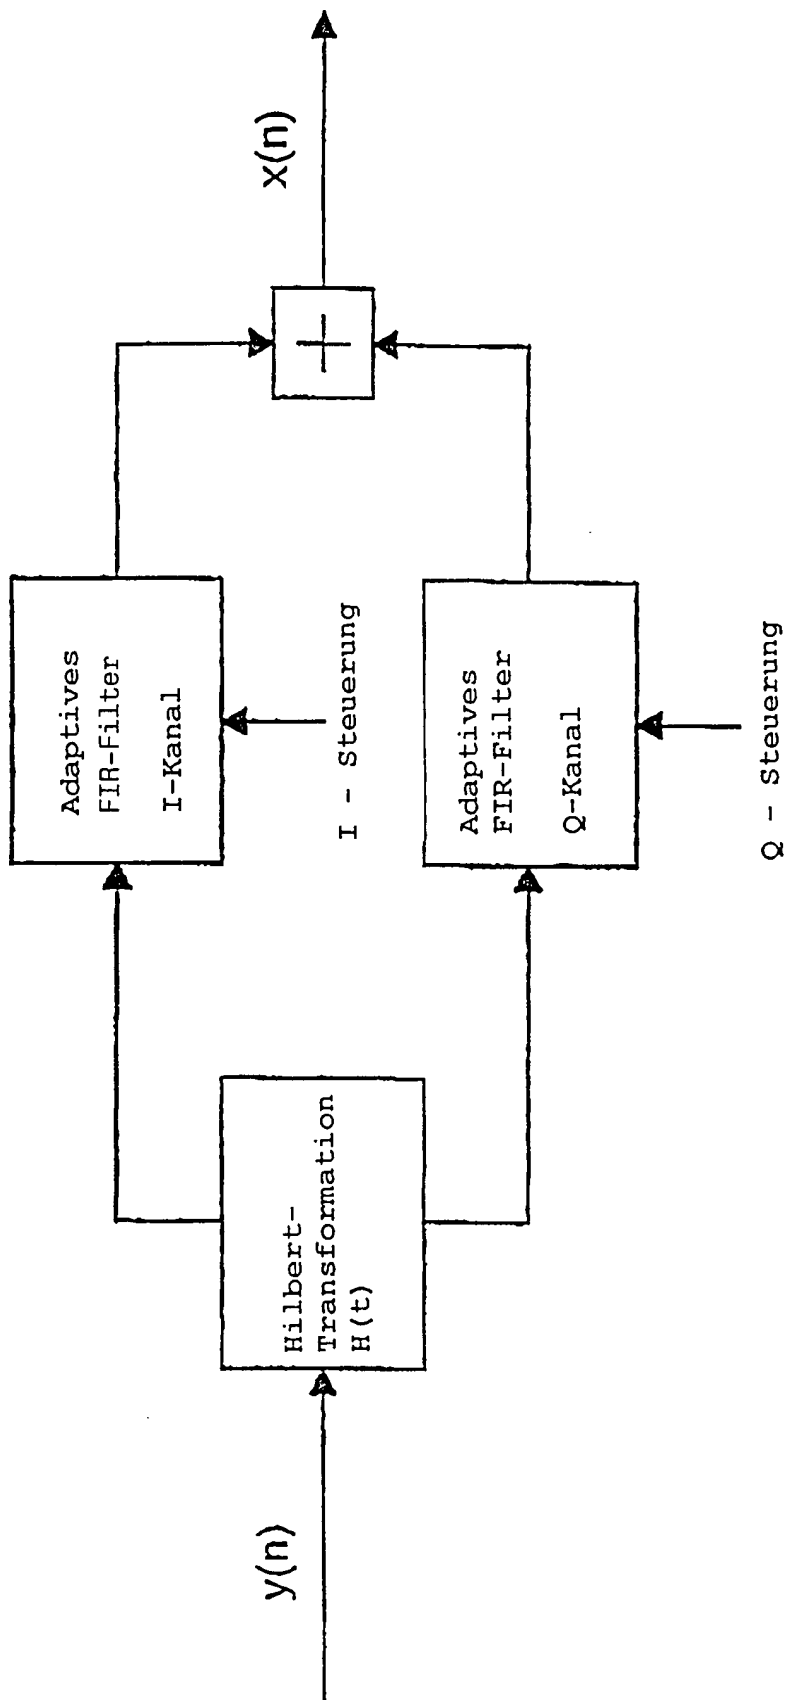 y(n)
Hilbert-
Transformation
H(t)
Adaptives
FIR-Filter
I-Kanal
I - Steuerung
Adaptives
FIR-Filter
Q-Kanal
Q - Steuerung
+
x(n)